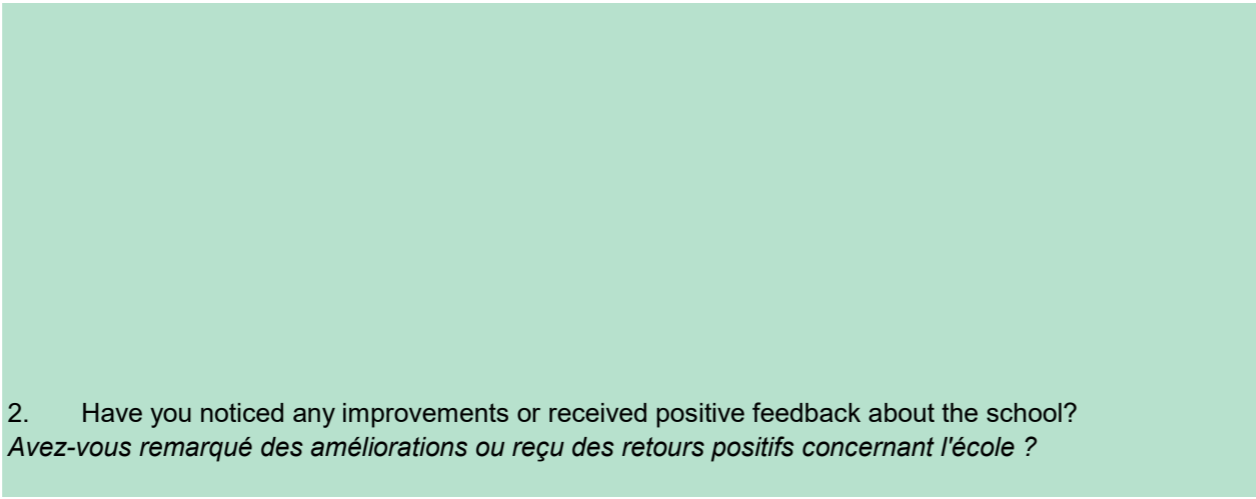 2. Have you noticed any improvements or received positive feedback about the school?
Avez-vous remarqué des améliorations ou reçu des retours positifs concernant l'école ?